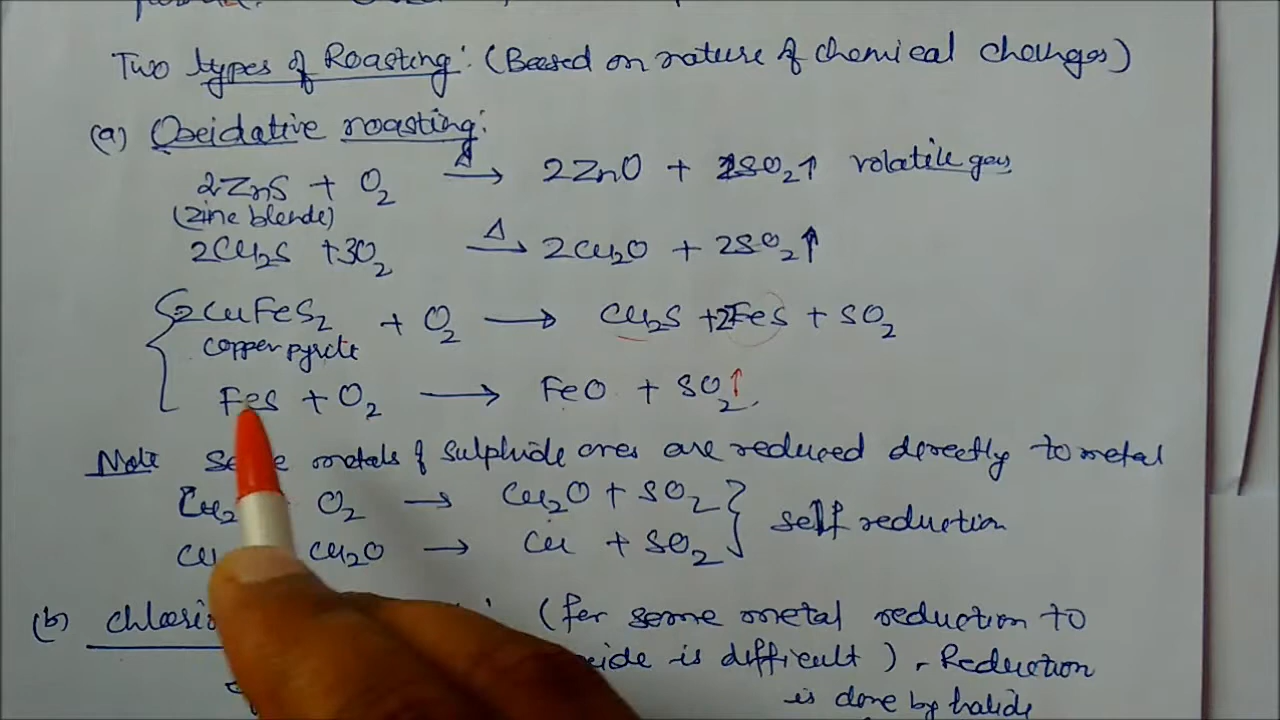 Two types of Roasting: (Based on nature of chemical changes)
(a) Oxidative roasting:
2ZnS + O2 —Δ→ 2ZnO + 2SO2↑ volatile gas
(zinc blende)
2Cu2S + 3O2 —Δ→ 2Cu2O + 2SO2↑
2CuFeS2 + O2 → Cu2S + 2FeS + SO2
copper pyrite
FeS + O2 → FeO + SO2↑
Note Some metals of sulphide ores are reduced directly to metal
Cu2 O2 → Cu2O + SO2
Cu Cu2O → Cu + SO2 } self reduction
(b) (for some metal reduction to
is difficult), Reduction
is done by halide